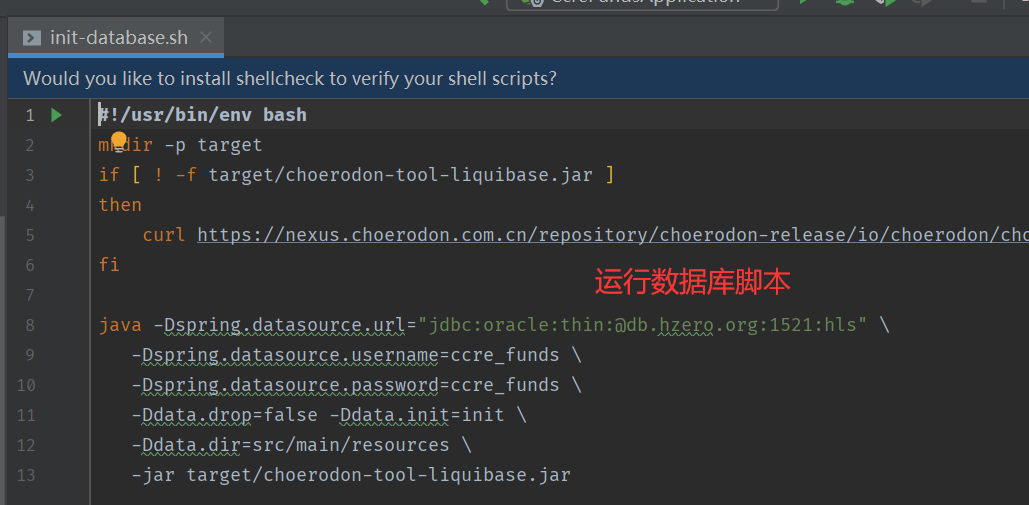 init-database.sh
Would you like to install shellcheck to verify your shell scripts?
1 #!/usr/bin/env bash
2 mkdir -p target
3 if [ ! -f target/choerodon-tool-liquibase.jar ]
4 then
5 curl https://nexus.choerodon.com.cn/repository/choerodon-release/io/choerodon/cho
6 fi
运行数据库脚本
7
8 java -Dspring.datasource.url="jdbc:oracle:thin:@db.hzero.org:1521:hls" \
9 -Dspring.datasource.username=ccre_funds \
10 -Dspring.datasource.password=ccre_funds \
11 -Ddata.drop=false -Ddata.init=init \
12 -Ddata.dir=src/main/resources \
13 -jar target/choerodon-tool-liquibase.jar